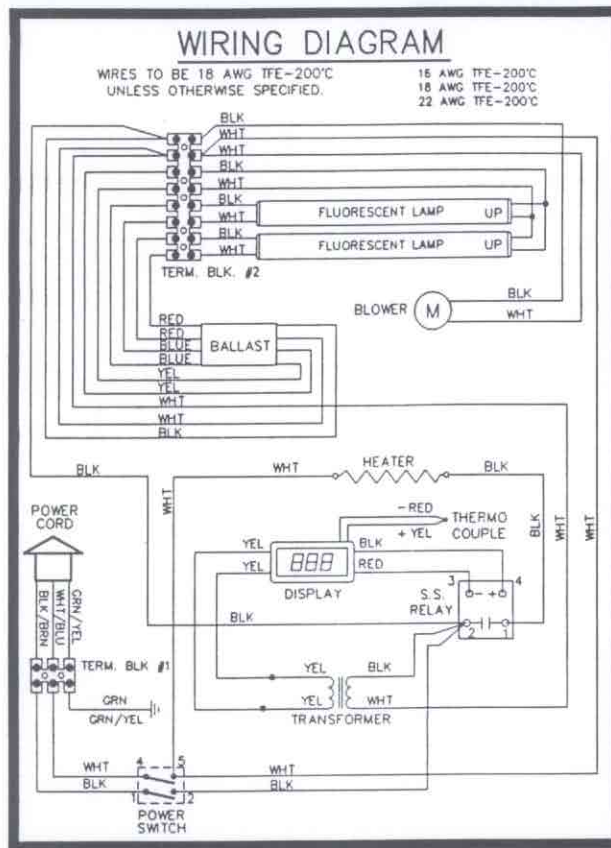 WIRING DIAGRAM
WIRES TO BE 18 AWG TFE-200°C
UNLESS OTHERWISE SPECIFIED.
16 AWG TFE-200°C
18 AWG TFE-200°C
22 AWG TFE-200°C
BLK
WHT
WHT
BLK
WHT
BLK
WHT
BLK
WHT
FLUORESCENT LAMP UP
FLUORESCENT LAMP UP
TERM. BLK. #2
BLOWER
M
BLK
WHT
RED
RED
BLUE
BLUE
YEL
YEL
WHT
WHT
BLK
BALLAST
BLK
WHT
HEATER
BLK
WHT
BLK
WHT
WHT
POWER
CORD
- RED
+ YEL
THERMO
COUPLE
YEL
YEL
888
BLK
RED
DISPLAY
3
4
- +
S.S.
RELAY
2
1
BLK/BRN
WHT/BLU
GRN/YEL
BLK
TERM. BLK #1
GRN
GRN/YEL
YEL
YEL
BLK
WHT
TRANSFORMER
WHT
BLK
4
5
1
2
WHT
BLK
POWER
SWITCH